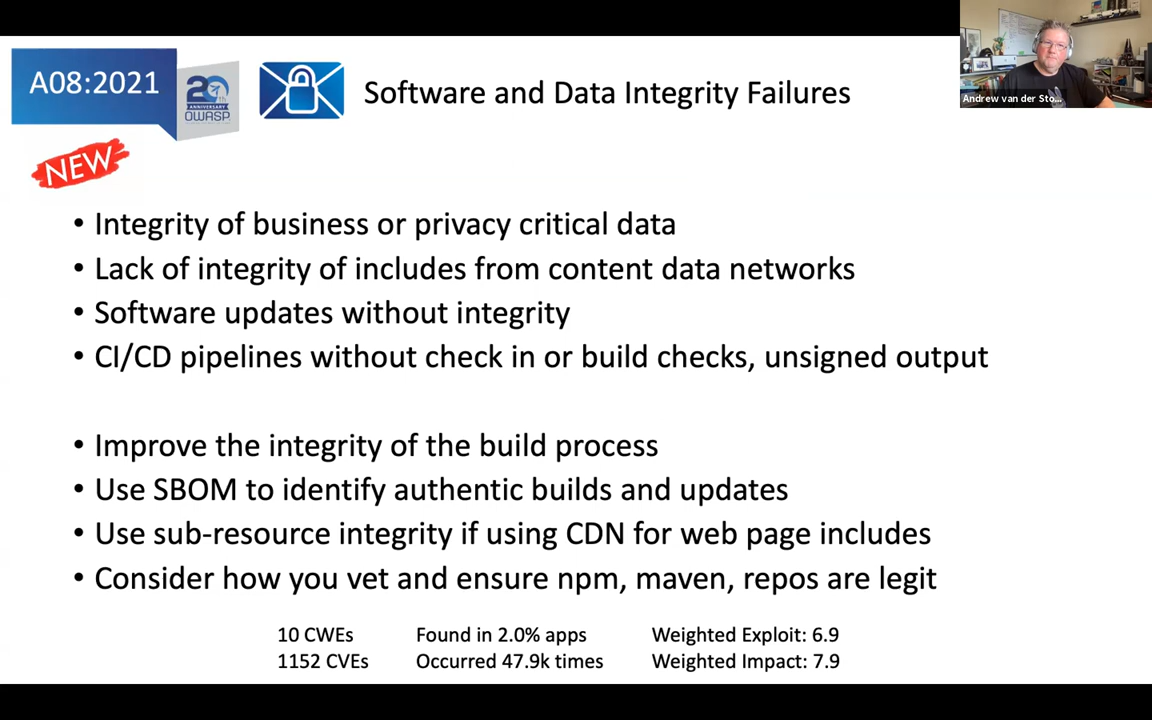 A08:2021
20th
ANNIVERSARY
OWASP
Software and Data Integrity Failures
Andrew van der Sto...
NEW
• Integrity of business or privacy critical data
• Lack of integrity of includes from content data networks
• Software updates without integrity
• CI/CD pipelines without check in or build checks, unsigned output
• Improve the integrity of the build process
• Use SBOM to identify authentic builds and updates
• Use sub-resource integrity if using CDN for web page includes
• Consider how you vet and ensure npm, maven, repos are legit
10 CWEs Found in 2.0% apps Weighted Exploit: 6.9
1152 CVEs Occurred 47.9k times Weighted Impact: 7.9